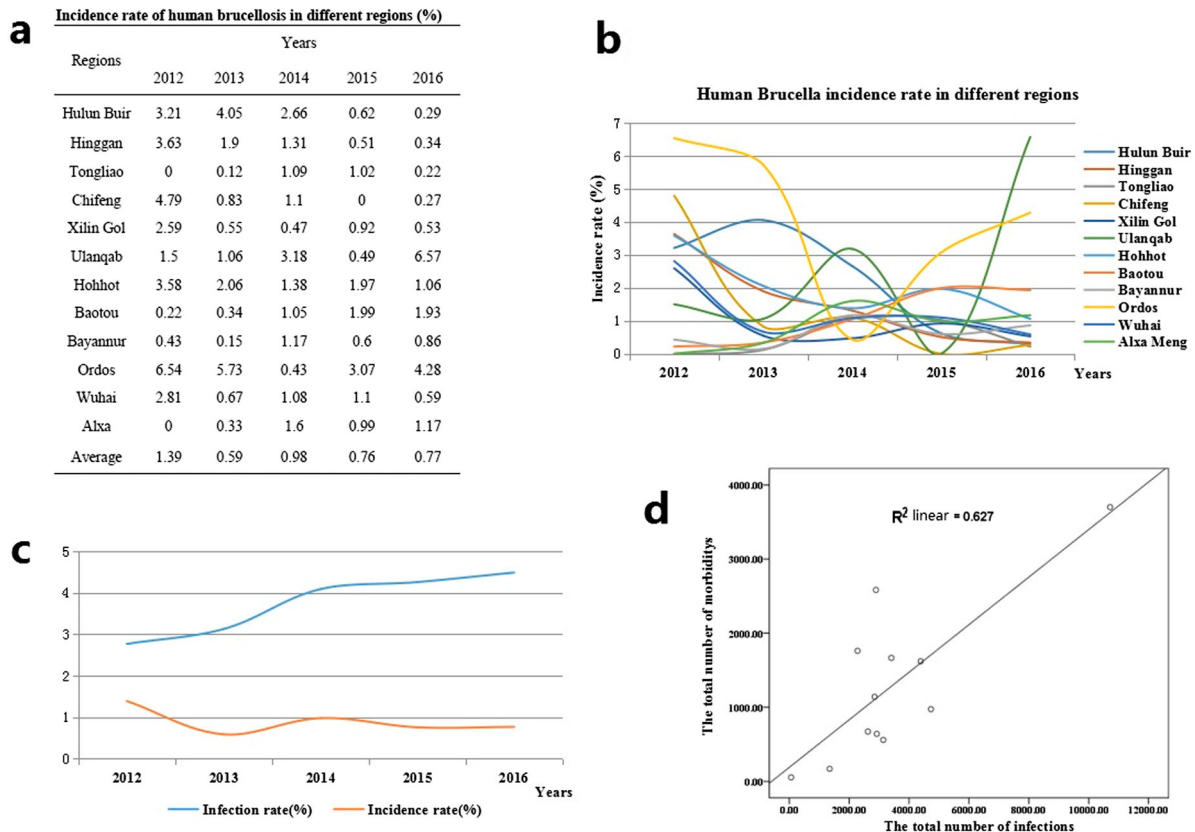 a
Incidence rate of human brucellosis in different regions (%)
Regions
Years
2012 2013 2014 2015 2016
Hulun Buir 3.21 4.05 2.66 0.62 0.29
Hinggan 3.63 1.9 1.31 0.51 0.34
Tongliao 0 0.12 1.09 1.02 0.22
Chifeng 4.79 0.83 1.1 0 0.27
Xilin Gol 2.59 0.55 0.47 0.92 0.53
Ulanqab 1.5 1.06 3.18 0.49 6.57
Hohhot 3.58 2.06 1.38 1.97 1.06
Baotou 0.22 0.34 1.05 1.99 1.93
Bayannur 0.43 0.15 1.17 0.6 0.86
Ordos 6.54 5.73 0.43 3.07 4.28
Wuhai 2.81 0.67 1.08 1.1 0.59
Alxa 0 0.33 1.6 0.99 1.17
Average 1.39 0.59 0.98 0.76 0.77
b
Human Brucella incidence rate in different regions
Incidence rate (%)
7
6
5
4
3
2
1
0
2012 2013 2014 2015 2016
Years
Hulun Buir
Hinggan
Tongliao
Chifeng
Xilin Gol
Ulanqab
Hohhot
Baotou
Bayannur
Ordos
Wuhai
Alxa Meng
c
5
4
3
2
1
0
2012 2013 2014 2015 2016
Years
Infection rate(%) Incidence rate(%)
d
R² linear = 0.627
The total number of morbiditys
4000.00
3000.00
2000.00
1000.00
0.00
0.00 2000.00 4000.00 6000.00 8000.00 10000.00 12000.00
The total number of infections